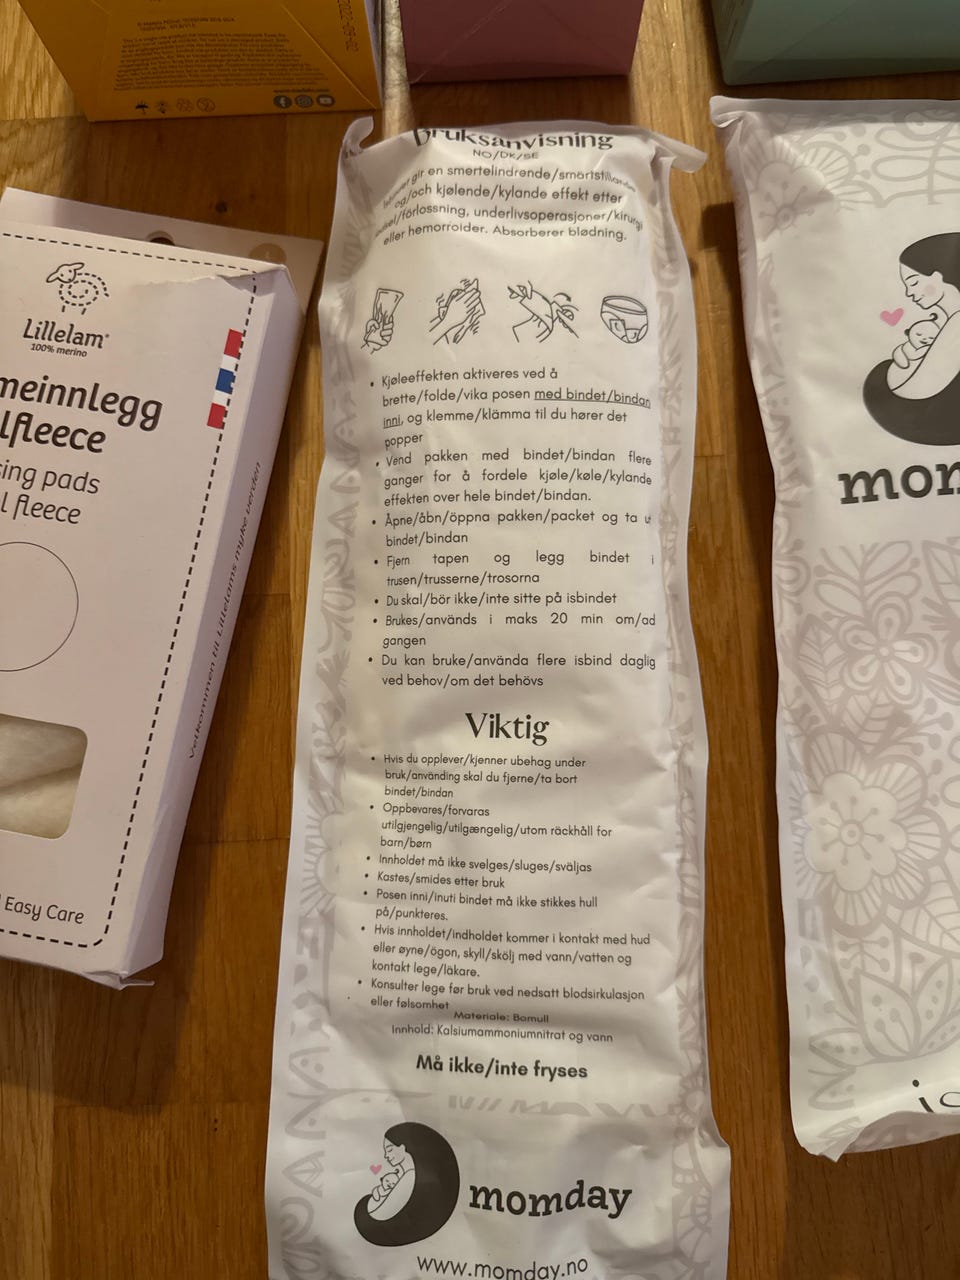 www.medela.com
Lillelam®
100% merino
meinnlegg
lfleece
sing pads
l fleece
Easy Care
Velkommen til Lillelams myke verden
Bruksanvisning
NO/DK/SE
gir en smertelindrende/smärtstillande
og/och kjølende/kylande effekt etter
/förlossning, underlivsoperasjoner/kirurgi
eller hemorroider. Absorberer blødning.
• Kjøleeffekten aktiveres ved å
brette/folde/vika posen med bindet/bindan
inni, og klemme/klämma til du hører det
popper
• Vend pakken med bindet/bindan flere
ganger for å fordele kjøle/køle/kylande
effekten over hele bindet/bindan.
• Åpne/åbn/öppna pakken/packet og ta u
bindet/bindan
• Fjern tapen og legg bindet i
trusen/trusserne/trosorna
• Du skal/bör ikke/inte sitte på isbindet
• Brukes/används i maks 20 min om/ad
gangen
• Du kan bruke/använda flere isbind daglig
ved behov/om det behövs
Viktig
• Hvis du opplever/kjenner ubehag under
bruk/använding skal du fjerne/ta bort
bindet/bindan
• Oppbevares/forvaras
utilgjengelig/utilgængelig/utom räckhåll for
barn/børn
• Innholdet må ikke svelges/sluges/sväljas
• Kastes/smides etter bruk
• Posen inni/inuti bindet må ikke stikkes hull
på/punkteres.
• Hvis innholdet/indholdet kommer i kontakt med hud
eller øyne/ögon, skyll/skölj med vann/vatten og
kontakt lege/läkare.
• Konsulter lege før bruk ved nedsatt blodsirkulasjon
eller følsomhet
Materiale: Bomull
Innhold: Kalsiumammoniumnitrat og vann
Må ikke/inte fryses
momday
www.momday.no
mom
is